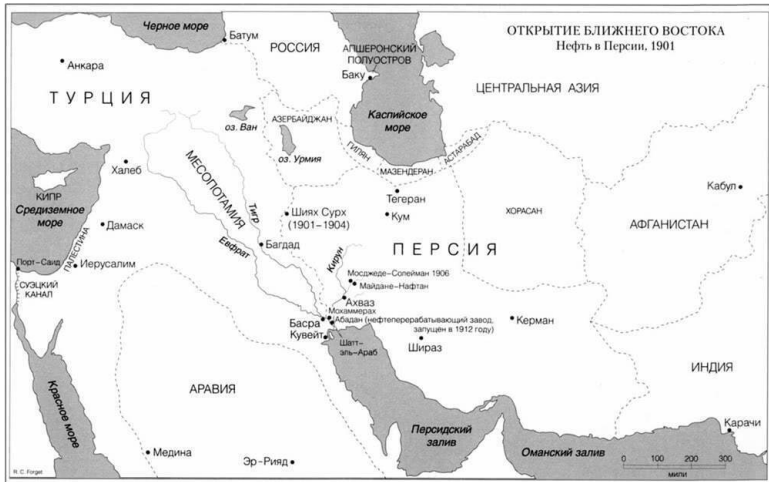 ОТКРЫТИЕ БЛИЖНЕГО ВОСТОКА
Нефть в Персии, 1901
Черное море
Батум
РОССИЯ
АПШЕРОНСКИЙ
ПОЛУОСТРОВ
Баку
Анкара
ТУРЦИЯ
ЦЕНТРАЛЬНАЯ АЗИЯ
Каспийское
море
оз. Ван
АЗЕРБАЙДЖАН
оз. Урмия
ГИЛЯН
МАЗЕНДЕРАН
АСТАРАБАД
Халеб
МЕСОПОТАМИЯ
Тигр
Евфрат
Тегеран
Кум
ХОРАСАН
Кабул
АФГАНИСТАН
КИПР
Средиземное
море
Дамаск
ПАЛЕСТИНА
Иерусалим
Порт-Саид
СУЭЦКИЙ
КАНАЛ
Шиях Сурх
(1901-1904)
Багдад
ПЕРСИЯ
Кирун
Мосджеде-Солейман 1906
Майдане-Нафтан
Ахваз
Мохаммерах
Басра
Абадан (нефтеперерабатывающий завод,
запущен в 1912 году)
Кувейт
Шатт-
эль-Араб
Шираз
Керман
ИНДИЯ
АРАВИЯ
Красное море
Медина
Эр-Рияд
Персидский
залив
Оманский залив
Карачи
0 100 200 300
мили
R. C. Forget